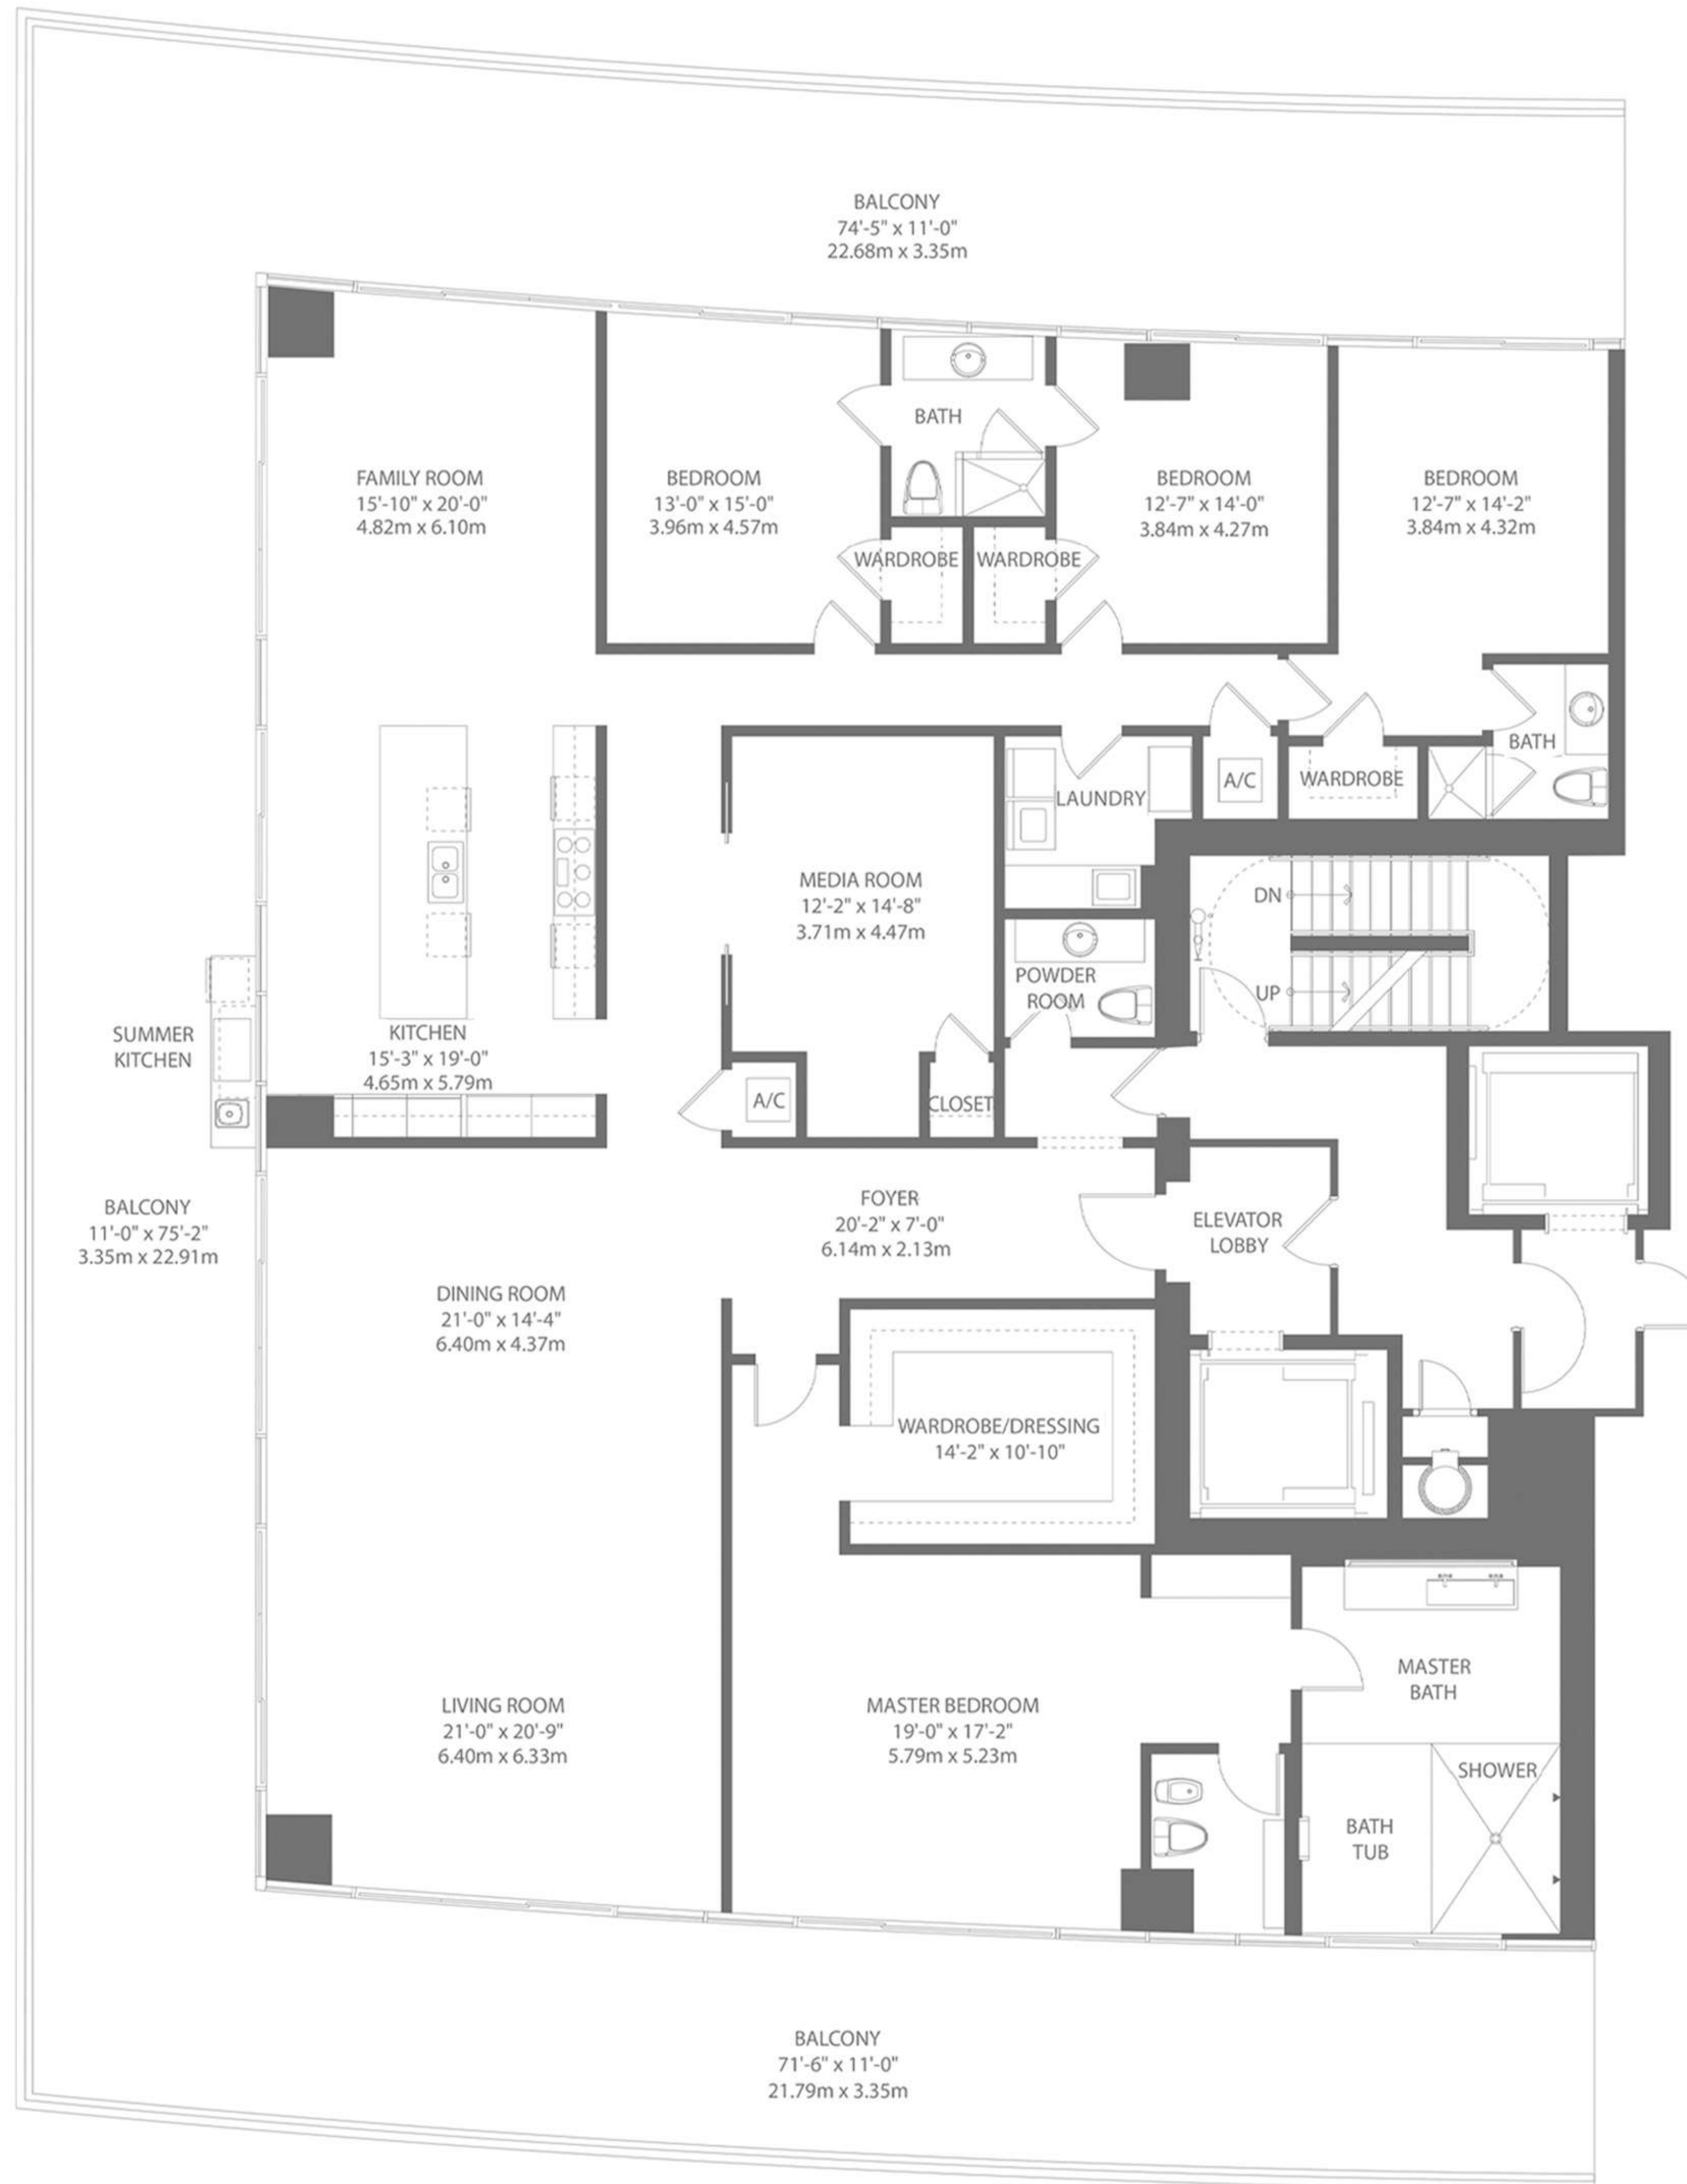 BALCONY
74'-5" x 11'-0"
22.68m x 3.35m
FAMILY ROOM
15'-10" x 20'-0"
4.82m x 6.10m
BEDROOM
13'-0" x 15'-0"
3.96m x 4.57m
BATH
WARDROBE
WARDROBE
BEDROOM
12'-7" x 14'-0"
3.84m x 4.27m
BEDROOM
12'-7" x 14'-2"
3.84m x 4.32m
BATH
WARDROBE
A/C
LAUNDRY
MEDIA ROOM
12'-2" x 14'-8"
3.71m x 4.47m
DN
UP
POWDER
ROOM
SUMMER
KITCHEN
KITCHEN
15'-3" x 19'-0"
4.65m x 5.79m
A/C
CLOSET
BALCONY
11'-0" x 75'-2"
3.35m x 22.91m
FOYER
20'-2" x 7'-0"
6.14m x 2.13m
ELEVATOR
LOBBY
DINING ROOM
21'-0" x 14'-4"
6.40m x 4.37m
WARDROBE/DRESSING
14'-2" x 10'-10"
LIVING ROOM
21'-0" x 20'-9"
6.40m x 6.33m
MASTER BEDROOM
19'-0" x 17'-2"
5.79m x 5.23m
MASTER
BATH
SHOWER
BATH
TUB
BALCONY
71'-6" x 11'-0"
21.79m x 3.35m